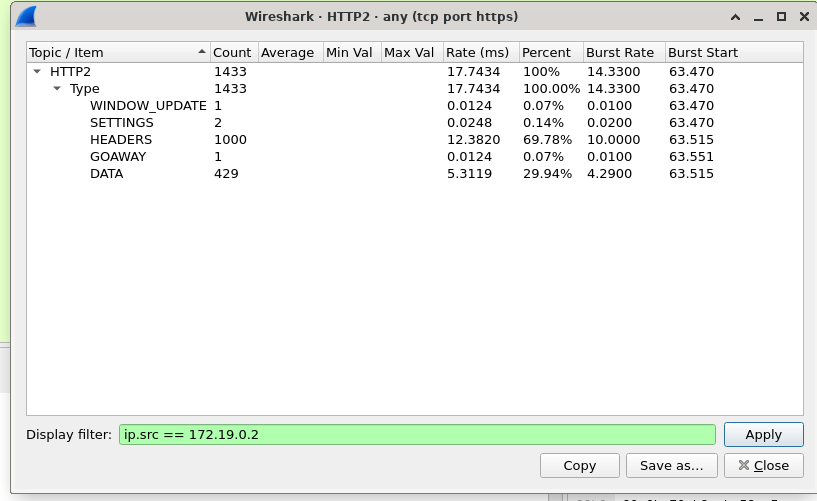 Wireshark · HTTP2 · any (tcp port https)
Topic / Item Count Average Min Val Max Val Rate (ms) Percent Burst Rate Burst Start
HTTP2 1433 17.7434 100% 14.3300 63.470
Type 1433 17.7434 100.00% 14.3300 63.470
WINDOW_UPDATE 1 0.0124 0.07% 0.0100 63.470
SETTINGS 2 0.0248 0.14% 0.0200 63.470
HEADERS 1000 12.3820 69.78% 10.0000 63.515
GOAWAY 1 0.0124 0.07% 0.0100 63.551
DATA 429 5.3119 29.94% 4.2900 63.515
Display filter: ip.src == 172.19.0.2 Apply
Copy Save as... Close